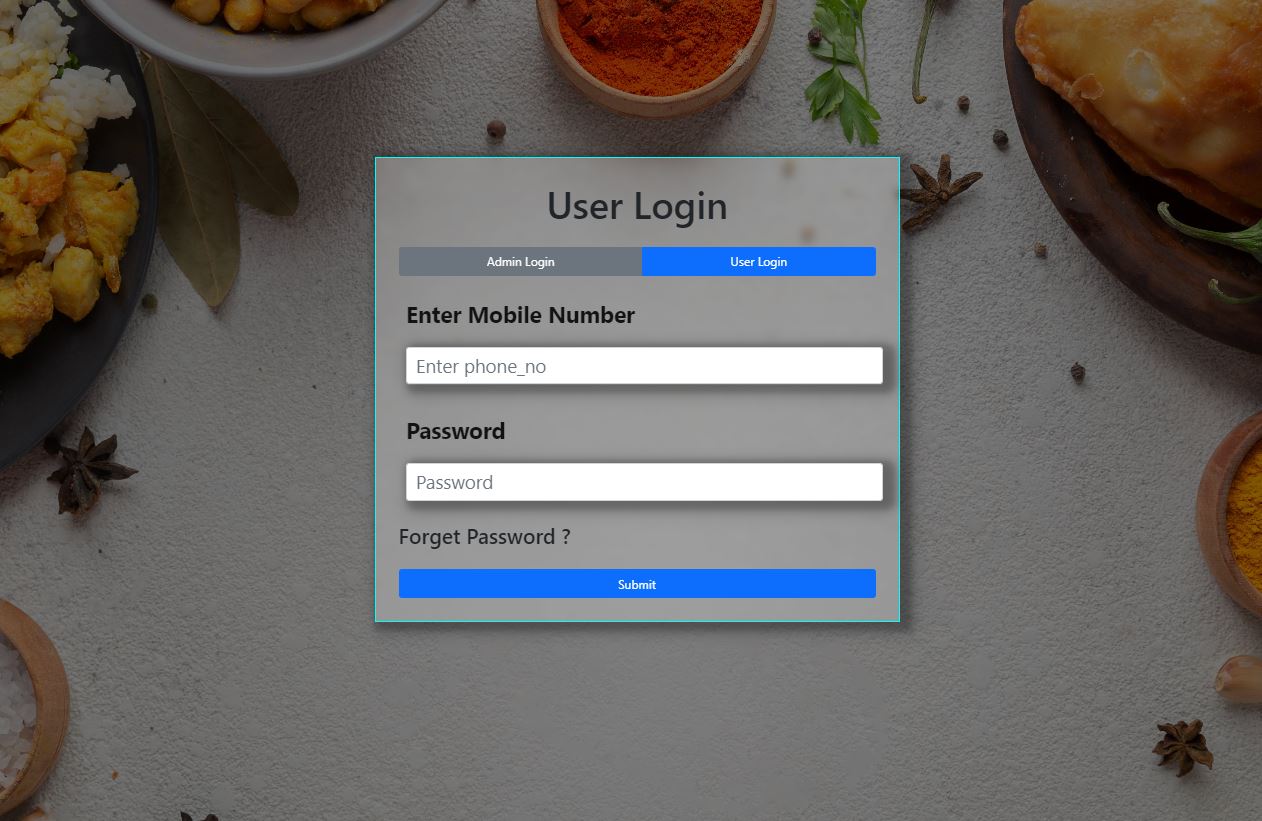 User Login
Admin Login User Login
Enter Mobile Number
Enter phone_no
Password
Password
Forget Password ?
Submit